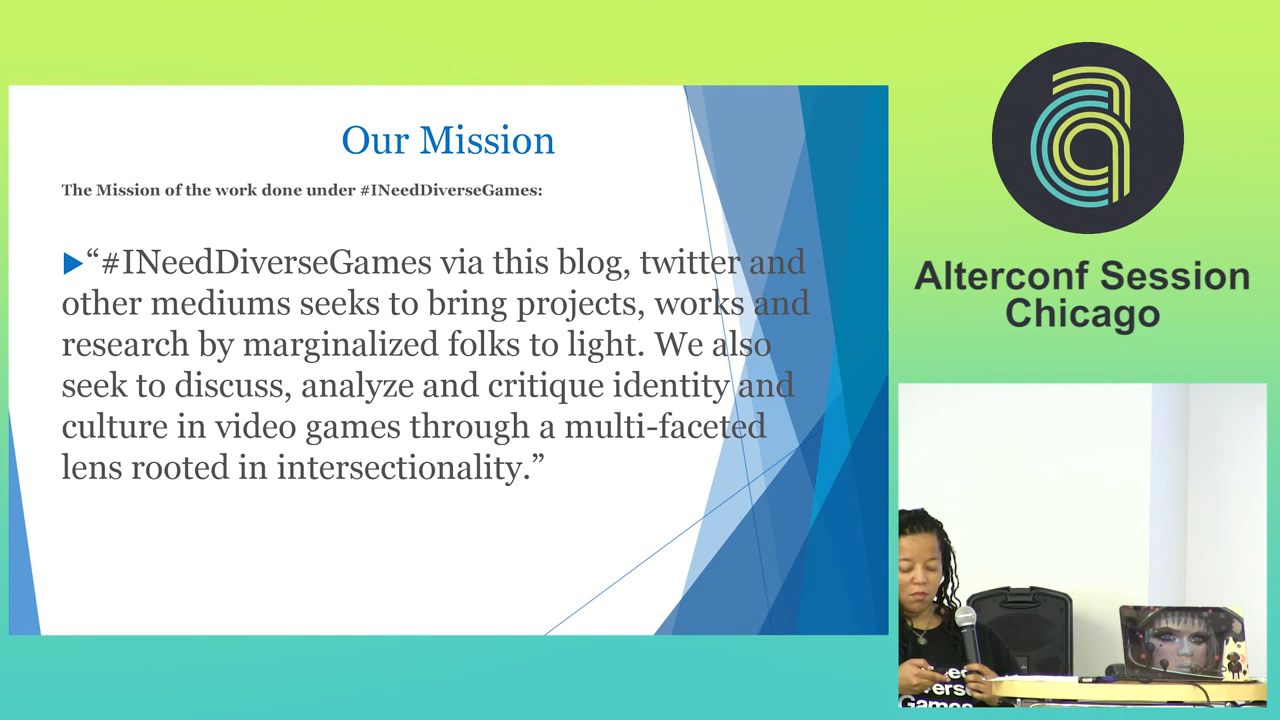 Our Mission
The Mission of the work done under #INeedDiverseGames:
“#INeedDiverseGames via this blog, twitter and
other mediums seeks to bring projects, works and
research by marginalized folks to light. We also
seek to discuss, analyze and critique identity and
culture in video games through a multi-faceted
lens rooted in intersectionality.”
Alterconf Session
Chicago
Games